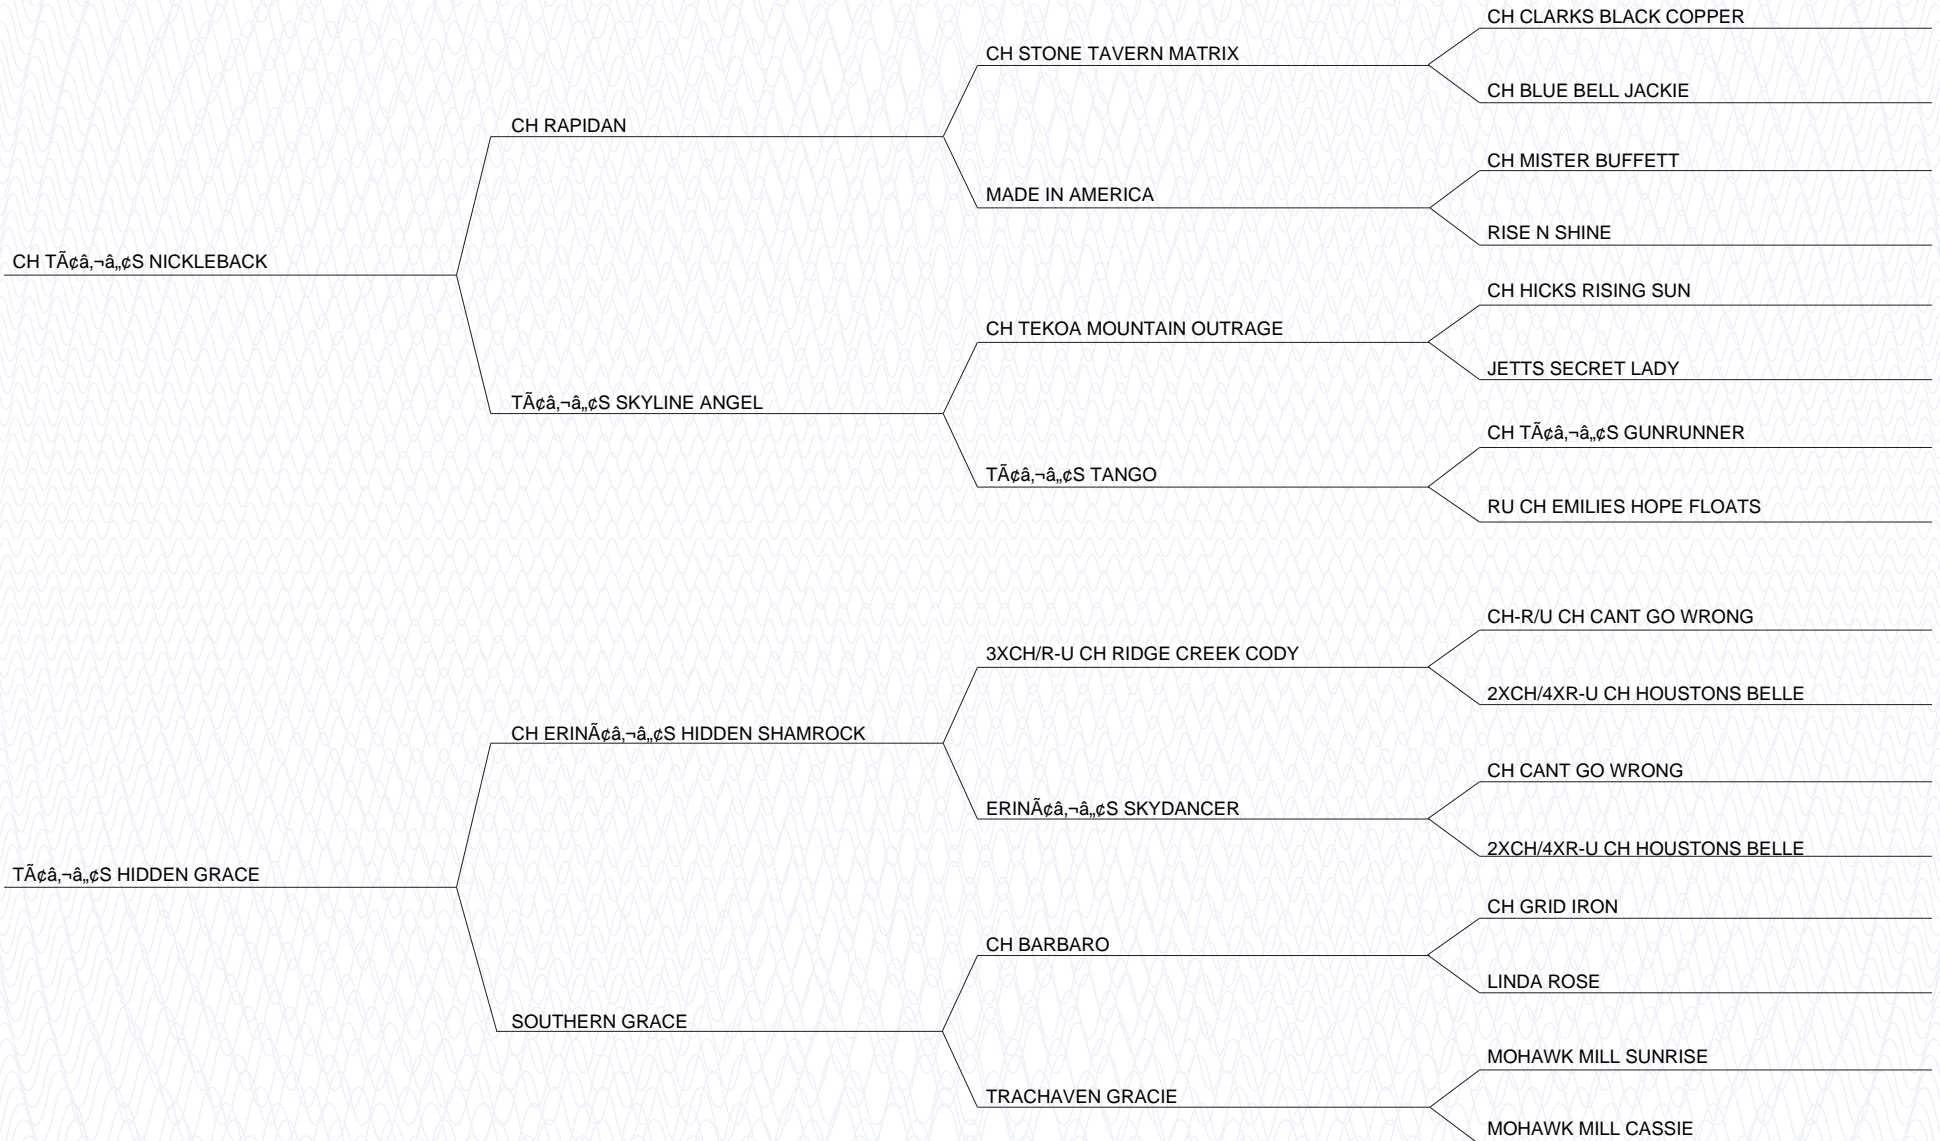 CH CLARKS BLACK COPPER
CH STONE TAVERN MATRIX
CH BLUE BELL JACKIE
CH RAPIDAN
CH MISTER BUFFETT
MADE IN AMERICA
RISE N SHINE
CH TÃ¢â‚¬â„¢S NICKLEBACK
CH HICKS RISING SUN
CH TEKOA MOUNTAIN OUTRAGE
JETTS SECRET LADY
TÃ¢â‚¬â„¢S SKYLINE ANGEL
CH TÃ¢â‚¬â„¢S GUNRUNNER
TÃ¢â‚¬â„¢S TANGO
RU CH EMILIES HOPE FLOATS
CH-R/U CH CANT GO WRONG
3XCH/R-U CH RIDGE CREEK CODY
2XCH/4XR-U CH HOUSTONS BELLE
CH ERINÃ¢â‚¬â„¢S HIDDEN SHAMROCK
CH CANT GO WRONG
ERINÃ¢â‚¬â„¢S SKYDANCER
2XCH/4XR-U CH HOUSTONS BELLE
TÃ¢â‚¬â„¢S HIDDEN GRACE
CH GRID IRON
CH BARBARO
LINDA ROSE
SOUTHERN GRACE
MOHAWK MILL SUNRISE
TRACHAVEN GRACIE
MOHAWK MILL CASSIE